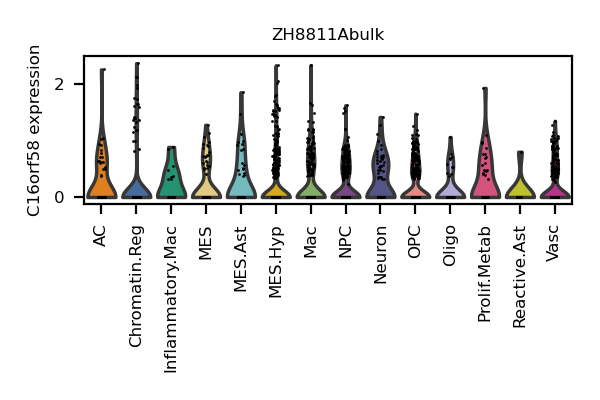 ZH8811Abulk
C16orf58 expression
2
0
AC
Chromatin.Reg
Inflammatory.Mac
MES
MES.Ast
MES.Hyp
Mac
NPC
Neuron
OPC
Oligo
Prolif.Metab
Reactive.Ast
Vasc